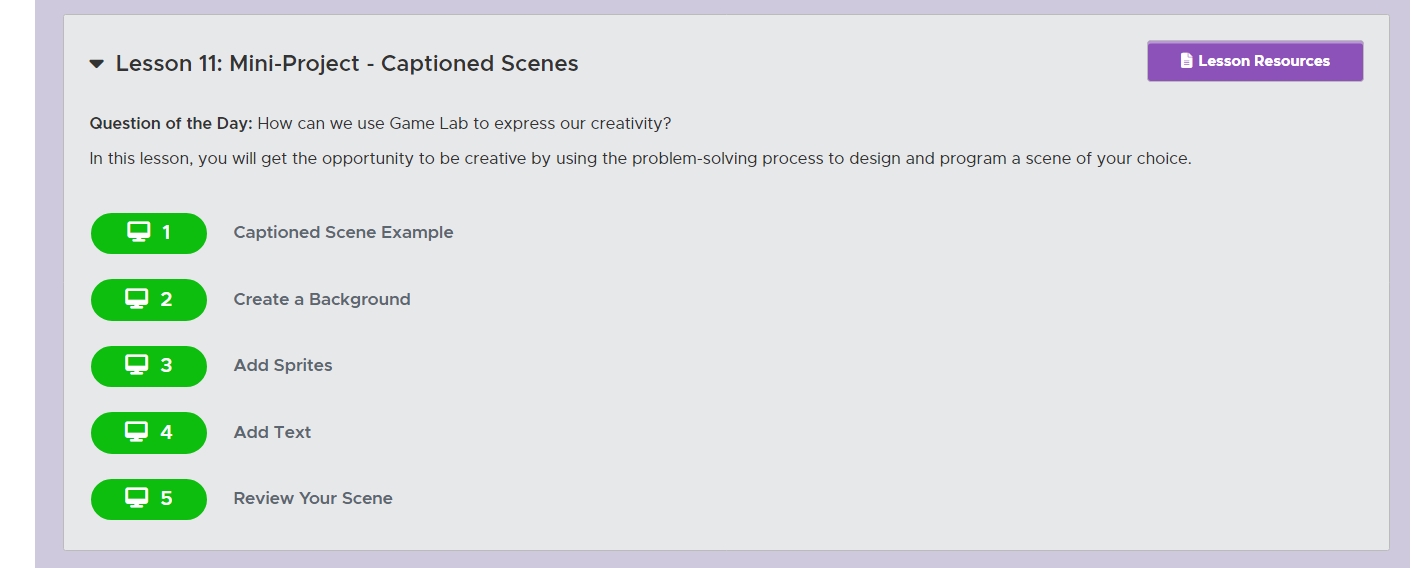 Lesson 11: Mini-Project - Captioned Scenes
Lesson Resources
Question of the Day: How can we use Game Lab to express our creativity?
In this lesson, you will get the opportunity to be creative by using the problem-solving process to design and program a scene of your choice.
1 Captioned Scene Example
2 Create a Background
3 Add Sprites
4 Add Text
5 Review Your Scene